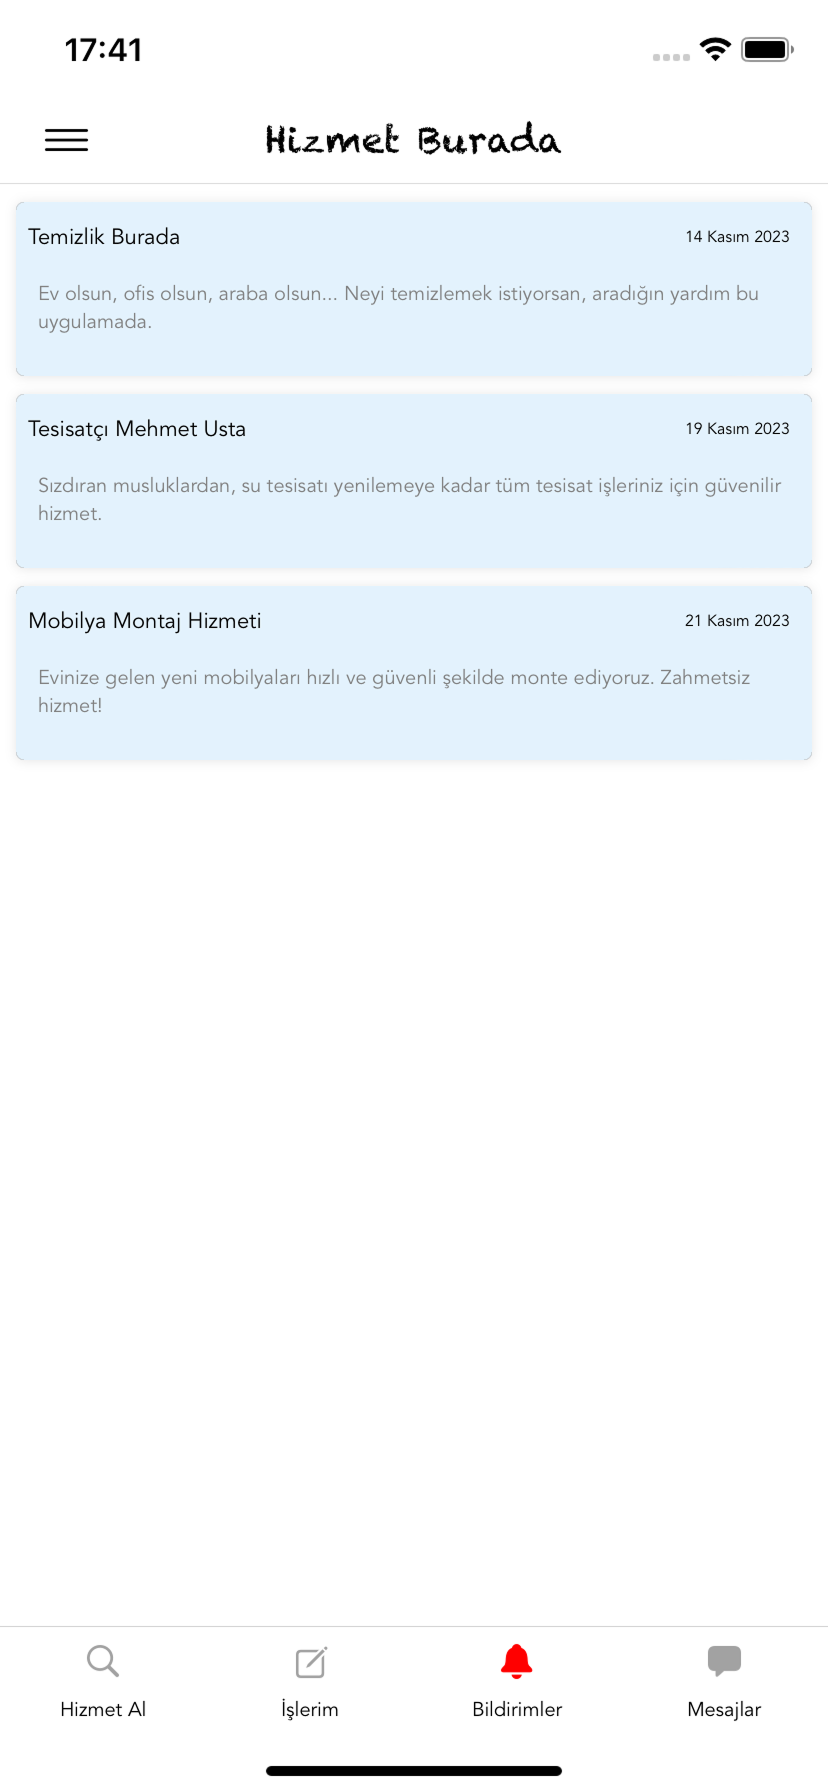 17:41
Hizmet Burada
Temizlik Burada
14 Kasım 2023
Ev olsun, ofis olsun, araba olsun... Neyi temizlemek istiyorsan, aradığın yardım bu
uygulamada.
Tesisatçı Mehmet Usta
19 Kasım 2023
Sızdıran musluklardan, su tesisatı yenilemeye kadar tüm tesisat işleriniz için güvenilir
hizmet.
Mobilya Montaj Hizmeti
21 Kasım 2023
Evinize gelen yeni mobilyaları hızlı ve güvenli şekilde monte ediyoruz. Zahmetsiz
hizmet!
Hizmet Al
İşlerim
Bildirimler
Mesajlar